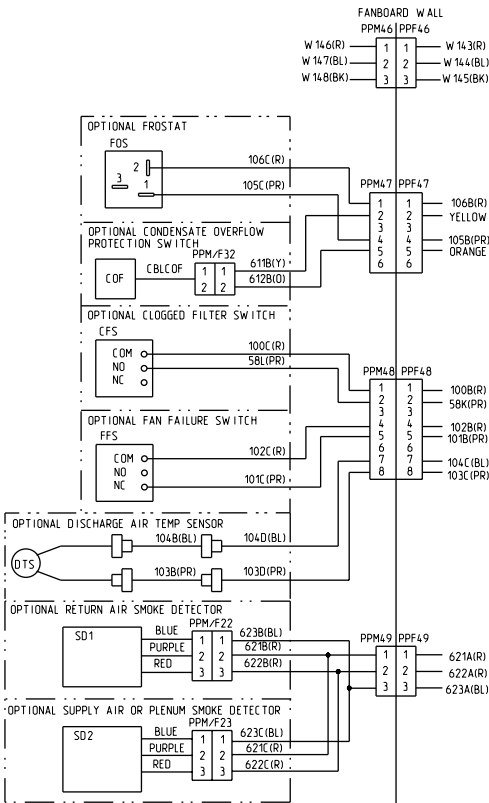 FANBOARD WALL
PPM46 PPF46
W146(R) 1 1 W143(R)
W147(BL) 2 2 W144(BL)
W148(BK) 3 3 W145(BK)
OPTIONAL FROSTAT
FOS
2
3
1
106C(R)
105C(PR)
PPM47 PPF47
1 1 106B(R)
2 2 YELLOW
3 3
4 4 105B(PR)
5 5 ORANGE
6 6
OPTIONAL CONDENSATE OVERFLOW
PROTECTION SWITCH
PPM/F32
COF CBLCOF 1 1 611B(Y)
2 2 612B(O)
OPTIONAL CLOGGED FILTER SWITCH
CFS
COM 100C(R)
NO 58L(PR)
NC
PPM48 PPF48
1 1 100B(R)
2 2 58K(PR)
3 3
4 4 102B(R)
5 5 101B(PR)
6 6
7 7 104C(BL)
8 8 103C(PR)
OPTIONAL FAN FAILURE SWITCH
FFS
COM 102C(R)
NO
NC 101C(PR)
OPTIONAL DISCHARGE AIR TEMP SENSOR
104B(BL) 104D(BL)
DTS
103B(PR) 103D(PR)
OPTIONAL RETURN AIR SMOKE DETECTOR
PPM/F22
SD1 BLUE 1 1 623B(BL)
PURPLE 2 2 621B(R)
RED 3 3 622B(R)
PPM49 PPF49
1 1 621A(R)
2 2 622A(R)
3 3 623A(BL)
OPTIONAL SUPPLY AIR OR PLENUM SMOKE DETECTOR
PPM/F23
SD2 BLUE 1 1 623C(BL)
PURPLE 2 2 621C(R)
RED 3 3 622C(R)